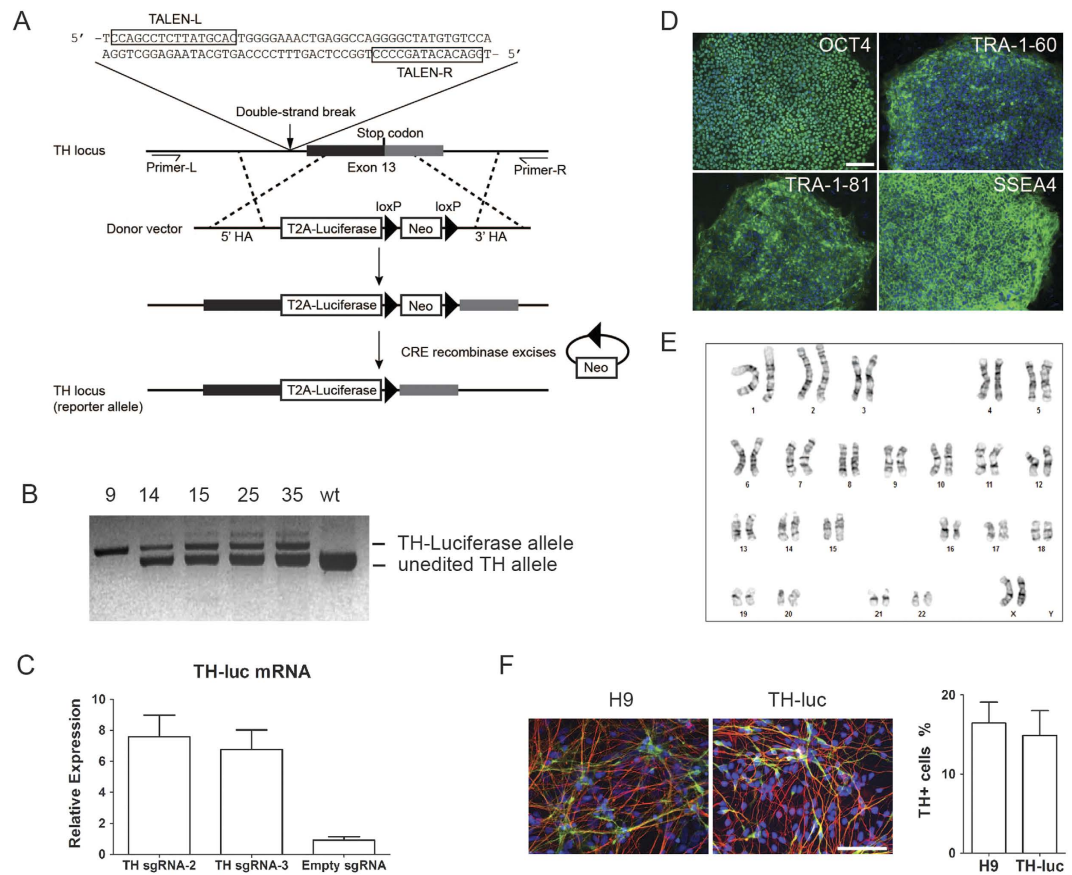 A
TALEN-L
5' -TCCAGCCTCTTATGCACTGGGGAAACTGAGGCCAGGGGCTATGTGTCCA
AGGTCGGAGAATACGTGACCCCTTTGACTCCGGTCCCCGATACACAGGT- 5'
TALEN-R
Double-strand break
Stop codon
TH locus
Primer-L
Exon 13
Primer-R
loxP
loxP
Donor vector
T2A-Luciferase
Neo
5' HA
3' HA
T2A-Luciferase
Neo
CRE recombinase excises
Neo
TH locus
(reporter allele)
T2A-Luciferase
B
9 14 15 25 35 wt
TH-Luciferase allele
unedited TH allele
C
TH-luc mRNA
Relative Expression
10
8
6
4
2
0
TH sgRNA-2 TH sgRNA-3 Empty sgRNA
D
OCT4
TRA-1-60
TRA-1-81
SSEA4
E
1 2 3 4 5
6 7 8 9 10 11 12
13 14 15 16 17 18
19 20 21 22 X Y
F
H9
TH-luc
TH+ cells %
20
10
0
H9 TH-luc